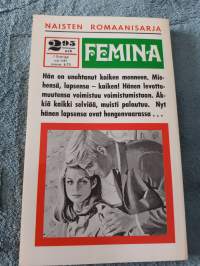 NAISTEN ROMAANISARJA
2.95
FEMINA
Hän on unohtanut kaiken menneen, Mie-
hensä, lapsensa – kaiken! Hänen levotto-
muutensa voimistuu voimistumistaan. Äk-
kiä kaikki selviää, muisti palautuu. Nyt
hänen lapsensa ovat hengenvaarassa ...